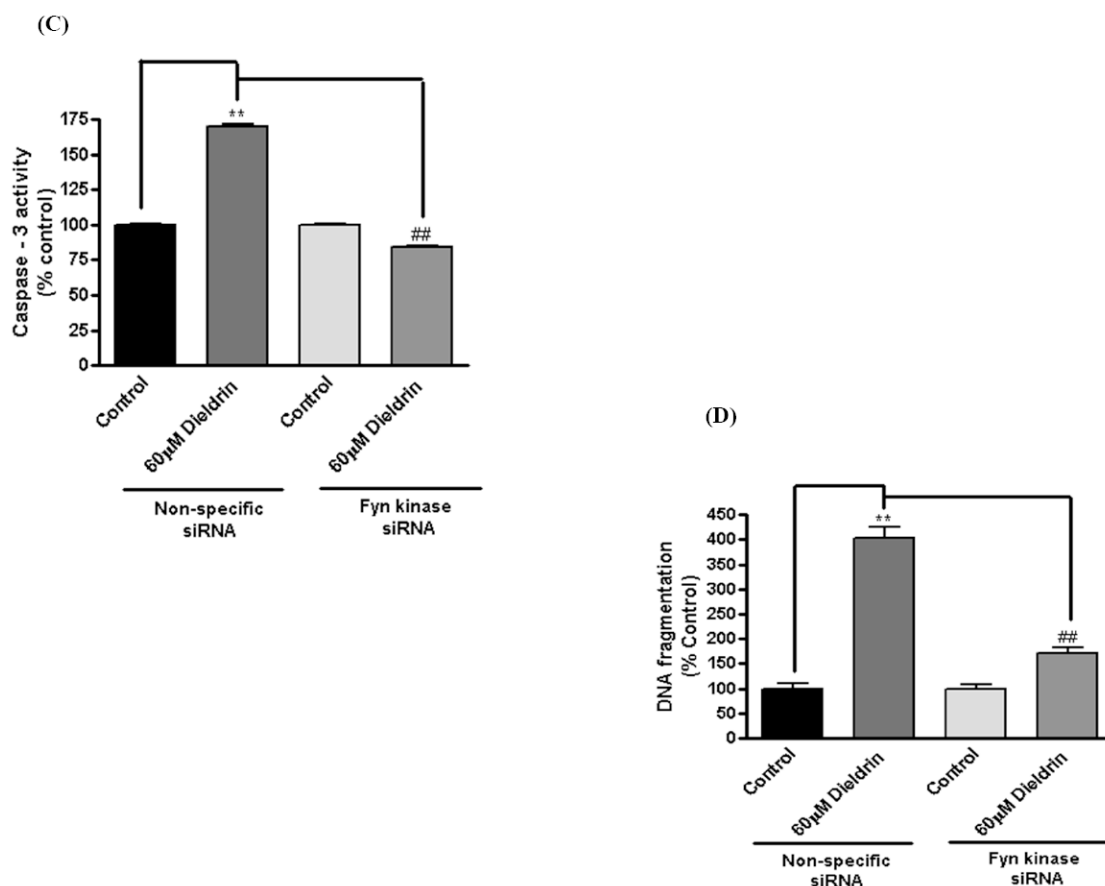 (C)
Caspase - 3 activity
(% control)
175
150
125
100
75
50
25
0
**
##
Control
60µM Dieldrin
Control
60µM Dieldrin
Non-specific
siRNA
Fyn kinase
siRNA
(D)
DNA fragmentation
(% Control)
450
400
350
300
250
200
150
100
50
0
**
##
Control
60µM Dieldrin
Control
60µM Dieldrin
Non-specific
siRNA
Fyn kinase
siRNA